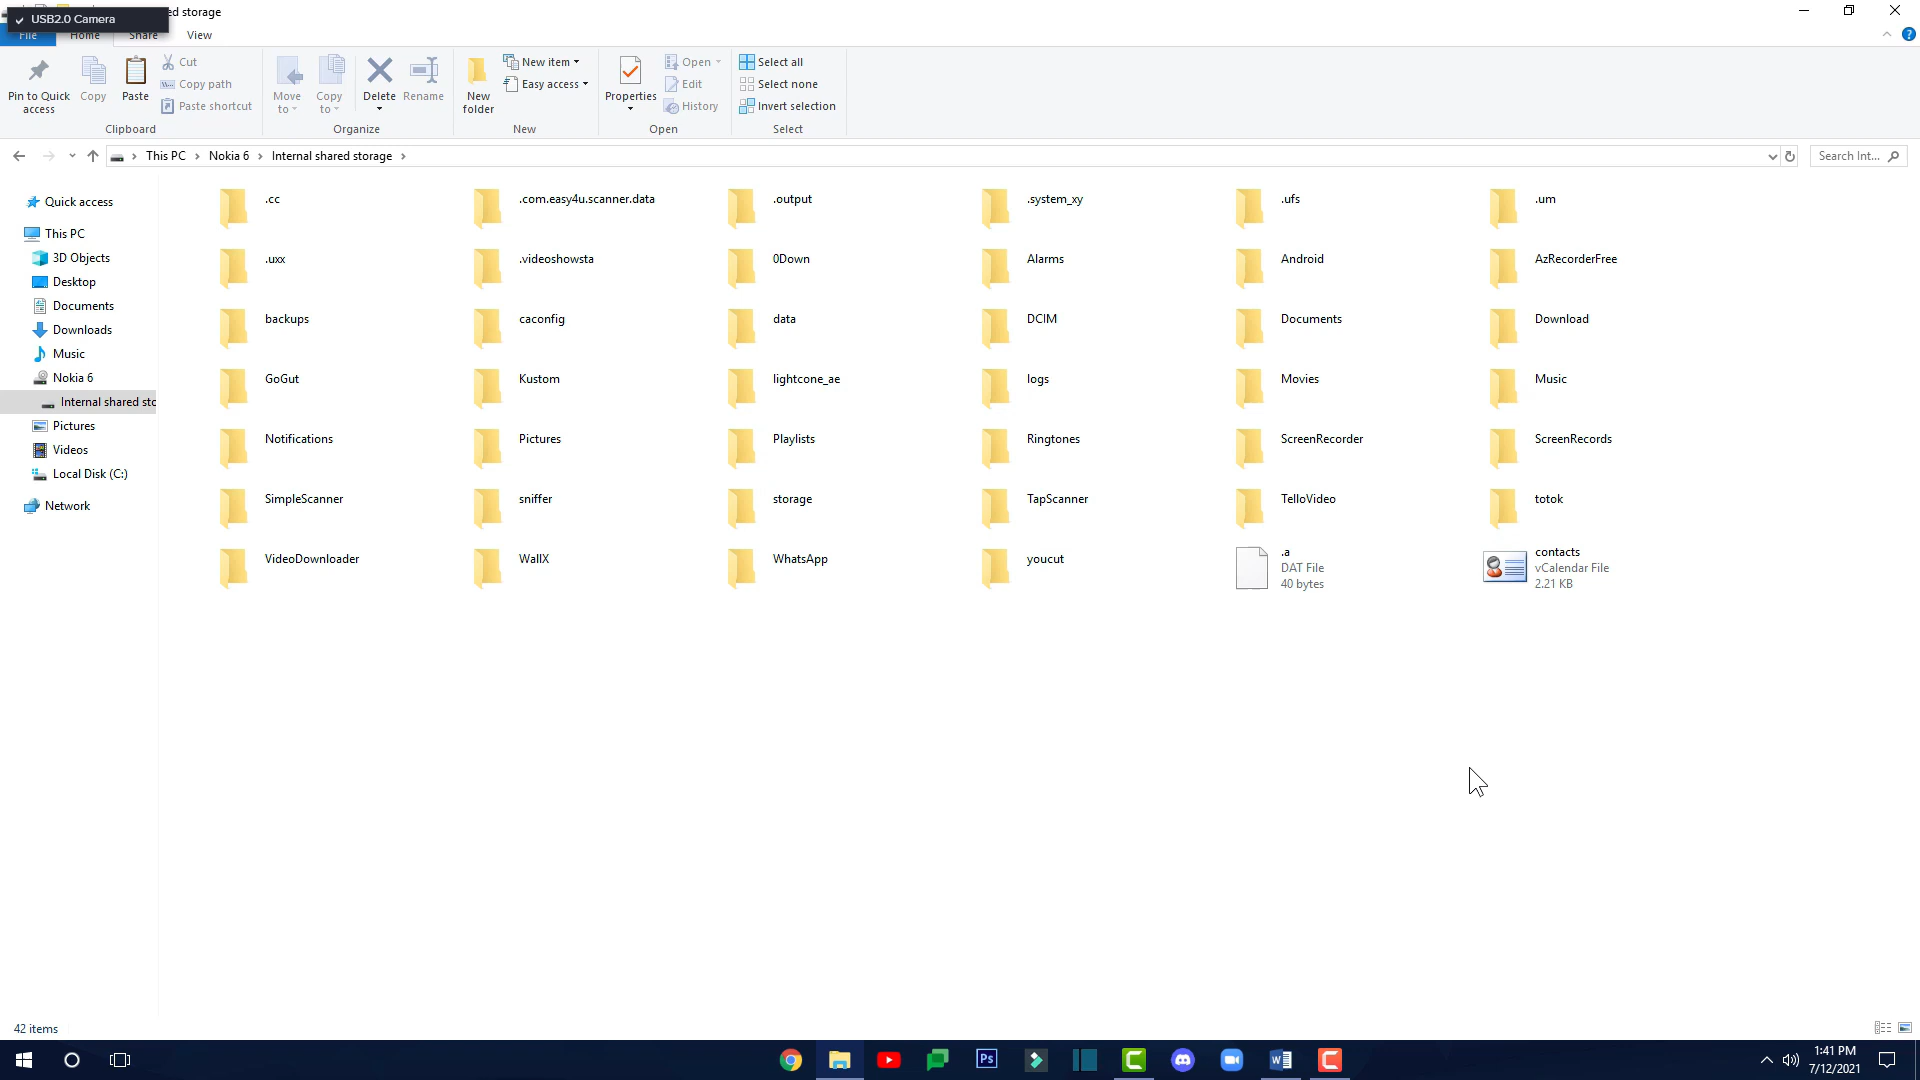 USB2.0 Camera
ed storage
File
Home
Share
View
Pin to Quick
access
Copy
Paste
Cut
Copy path
Paste shortcut
Clipboard
Move
to
Copy
to
Delete
Rename
Organize
New
folder
New item
Easy access
New
Properties
Open
Edit
History
Open
Select all
Select none
Invert selection
Select
This PC
Nokia 6
Internal shared storage
Search Int...
Quick access
This PC
3D Objects
Desktop
Documents
Downloads
Music
Nokia 6
Internal shared sto
Pictures
Videos
Local Disk (C:)
Network
.cc
.com.easy4u.scanner.data
.output
.system_xy
.ufs
.um
.uxx
.videoshowsta
0Down
Alarms
Android
AzRecorderFree
backups
caconfig
data
DCIM
Documents
Download
GoGut
Kustom
lightcone_ae
logs
Movies
Music
Notifications
Pictures
Playlists
Ringtones
ScreenRecorder
ScreenRecords
SimpleScanner
sniffer
storage
TapScanner
TelloVideo
totok
VideoDownloader
WallX
WhatsApp
youcut
.a
DAT File
40 bytes
contacts
vCalendar File
2.21 KB
42 items
Ps
1:41 PM
7/12/2021